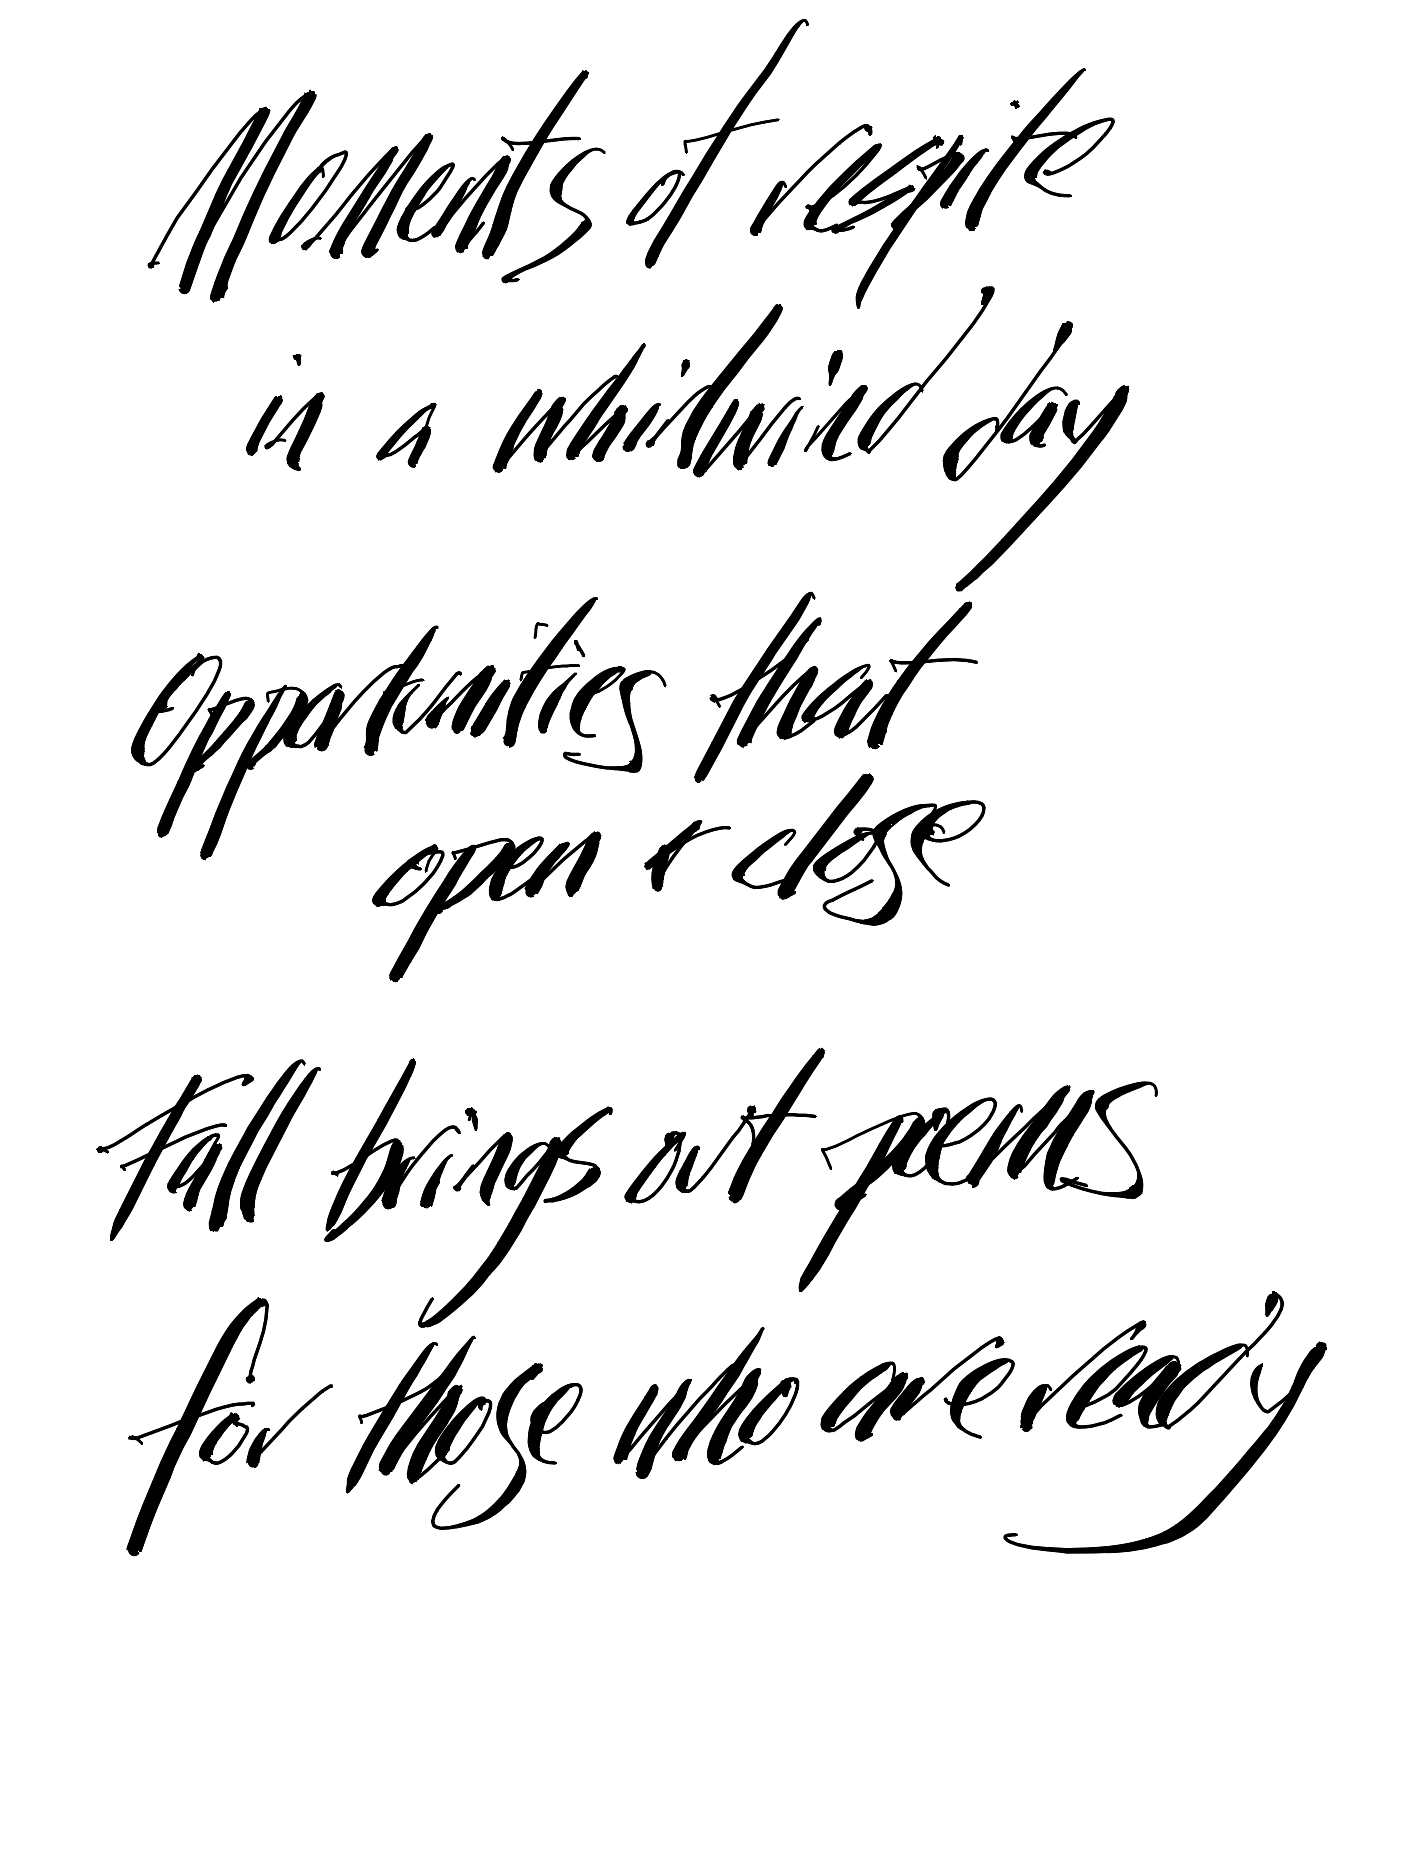 Moments of respite
in a whirlwind day
Opportunities that
open & close
Fall brings out poems
for those who are ready